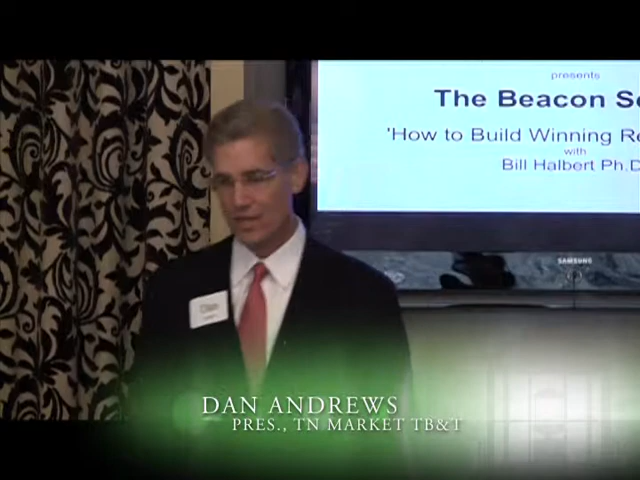 presents
The Beacon Se
'How to Build Winning Re
with
Bill Halbert Ph.D
SAMSUNG
DAN ANDREWS
PRES., TN MARKET TB&T